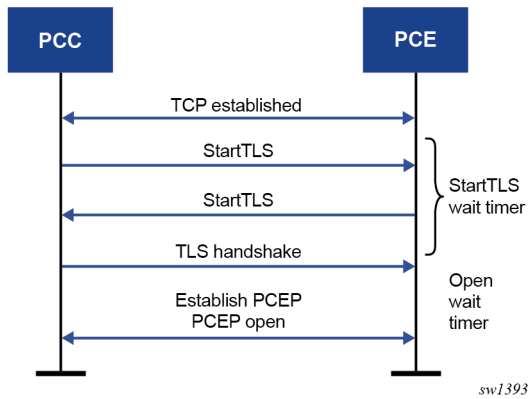 PCC
PCE
TCP established
StartTLS
StartTLS
StartTLS
wait timer
TLS handshake
Open
wait
timer
Establish PCEP
PCEP open
sw1393